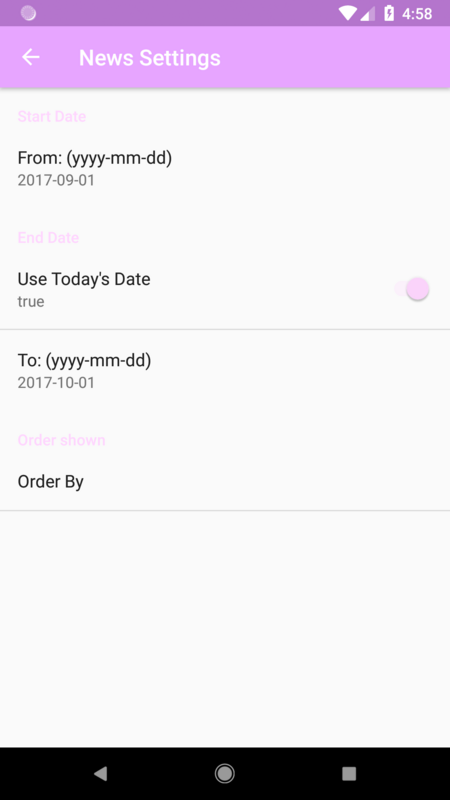 4:58
News Settings
Start Date
From: (yyyy-mm-dd)
2017-09-01
End Date
Use Today's Date
true
To: (yyyy-mm-dd)
2017-10-01
Order shown
Order By